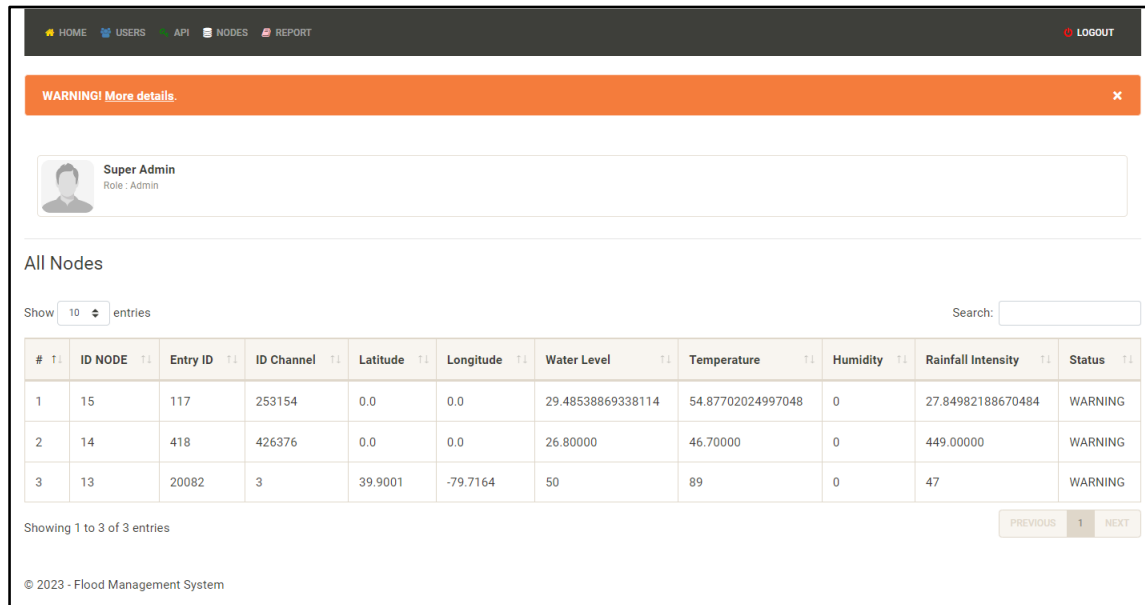 HOME USERS API NODES REPORT LOGOUT
WARNING! More details. ×
Super Admin
Role : Admin
All Nodes
Show 10 entries Search:
# ID NODE Entry ID ID Channel Latitude Longitude Water Level Temperature Humidity Rainfall Intensity Status
1 15 117 253154 0.0 0.0 29.48538869338114 54.87702024997048 0 27.84982188670484 WARNING
2 14 418 426376 0.0 0.0 26.80000 46.70000 0 449.00000 WARNING
3 13 20082 3 39.9001 -79.7164 50 89 0 47 WARNING
Showing 1 to 3 of 3 entries PREVIOUS 1 NEXT
© 2023 - Flood Management System